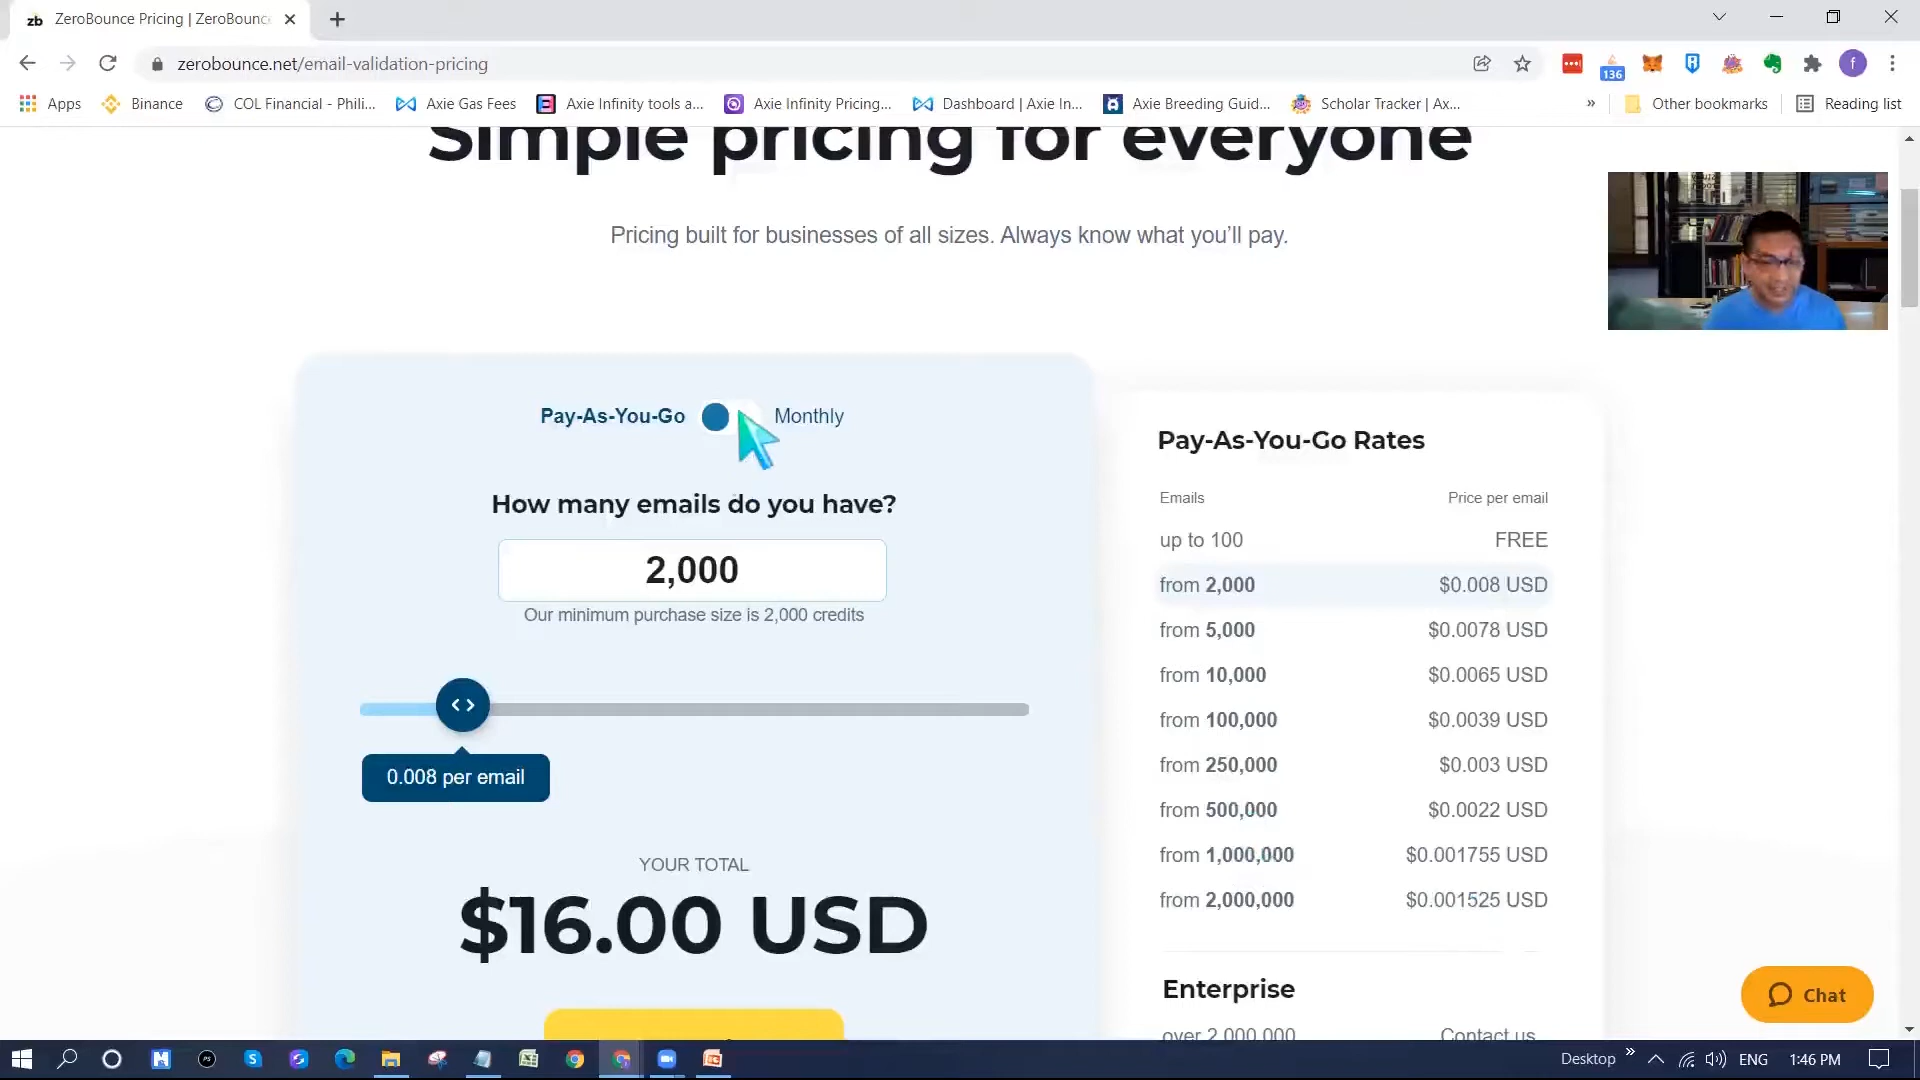 ZeroBounce Pricing | ZeroBounc
zerobounce.net/email-validation-pricing
136
f
Apps
Binance
COL Financial - Phili...
Axie Gas Fees
Axie Infinity tools a...
Axie Infinity Pricing...
Dashboard | Axie In...
Axie Breeding Guid...
Scholar Tracker | Ax...
»
Other bookmarks
Reading list
Simple pricing for everyone
Pricing built for businesses of all sizes. Always know what you'll pay.
Pay-As-You-Go
Monthly
How many emails do you have?
2,000
Our minimum purchase size is 2,000 credits
0.008 per email
YOUR TOTAL
$16.00 USD
Pay-As-You-Go Rates
Emails Price per email
up to 100 FREE
from 2,000 $0.008 USD
from 5,000 $0.0078 USD
from 10,000 $0.0065 USD
from 100,000 $0.0039 USD
from 250,000 $0.003 USD
from 500,000 $0.0022 USD
from 1,000,000 $0.001755 USD
from 2,000,000 $0.001525 USD
Enterprise
over 2,000,000 Contact us
Chat
Desktop
»
ENG
1:46 PM